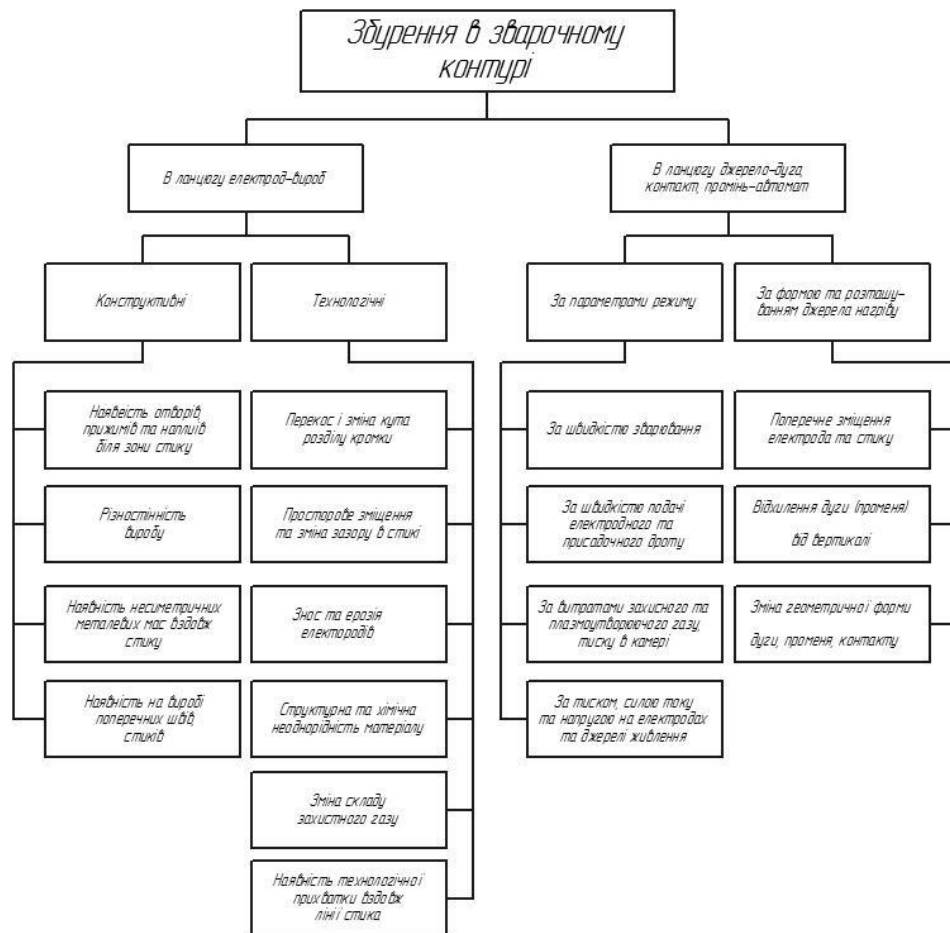 Збурення в зварочному
контурі
В ланцюгу електрод-вироб
В ланцюгу джерело-дуга,
контакт, промінь-автомат
Конструктивні
Технологічні
За параметрами режиму
За формою та розташу-
ванням джерела нагріву
Наявеість отворів,
прижимів та напливів
біля зони стику
Різностінність
виробу
Наявність несиметричних
металевих мас вздовж
стику
Наявність на виробі
поперечних швів,
стиків
Перекос і зміна кута
розділу кромки
Просторове зміщення
та зміна зазору в стикі
Знос та ерозія
електородів
Структурна та хімічна
неоднорідність матеріалу
Зміна складу
захистного газу
Наявність технологічної
прихватки вздовж
лінії стика
За швидкістю зварювання
За швидкістю подачі
електродного та
присадочного дроту
За витратами захисного та
плазмоутворюючого газу,
тиску в камері
За тиском, силою току
та напругою на електродах
та джерелі живлення
Поперечне зміщення
електрода та стику
Відхилення дуги (променя)
від вертикалі
Зміна геометричної форми
дуги, променя, контакту